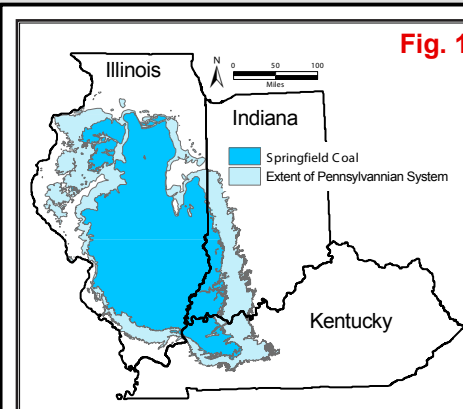 Fig. 1
Illinois
N
0 50 100
Miles
Indiana
Springfield Coal
Extent of Pennsylvannian System
Kentucky